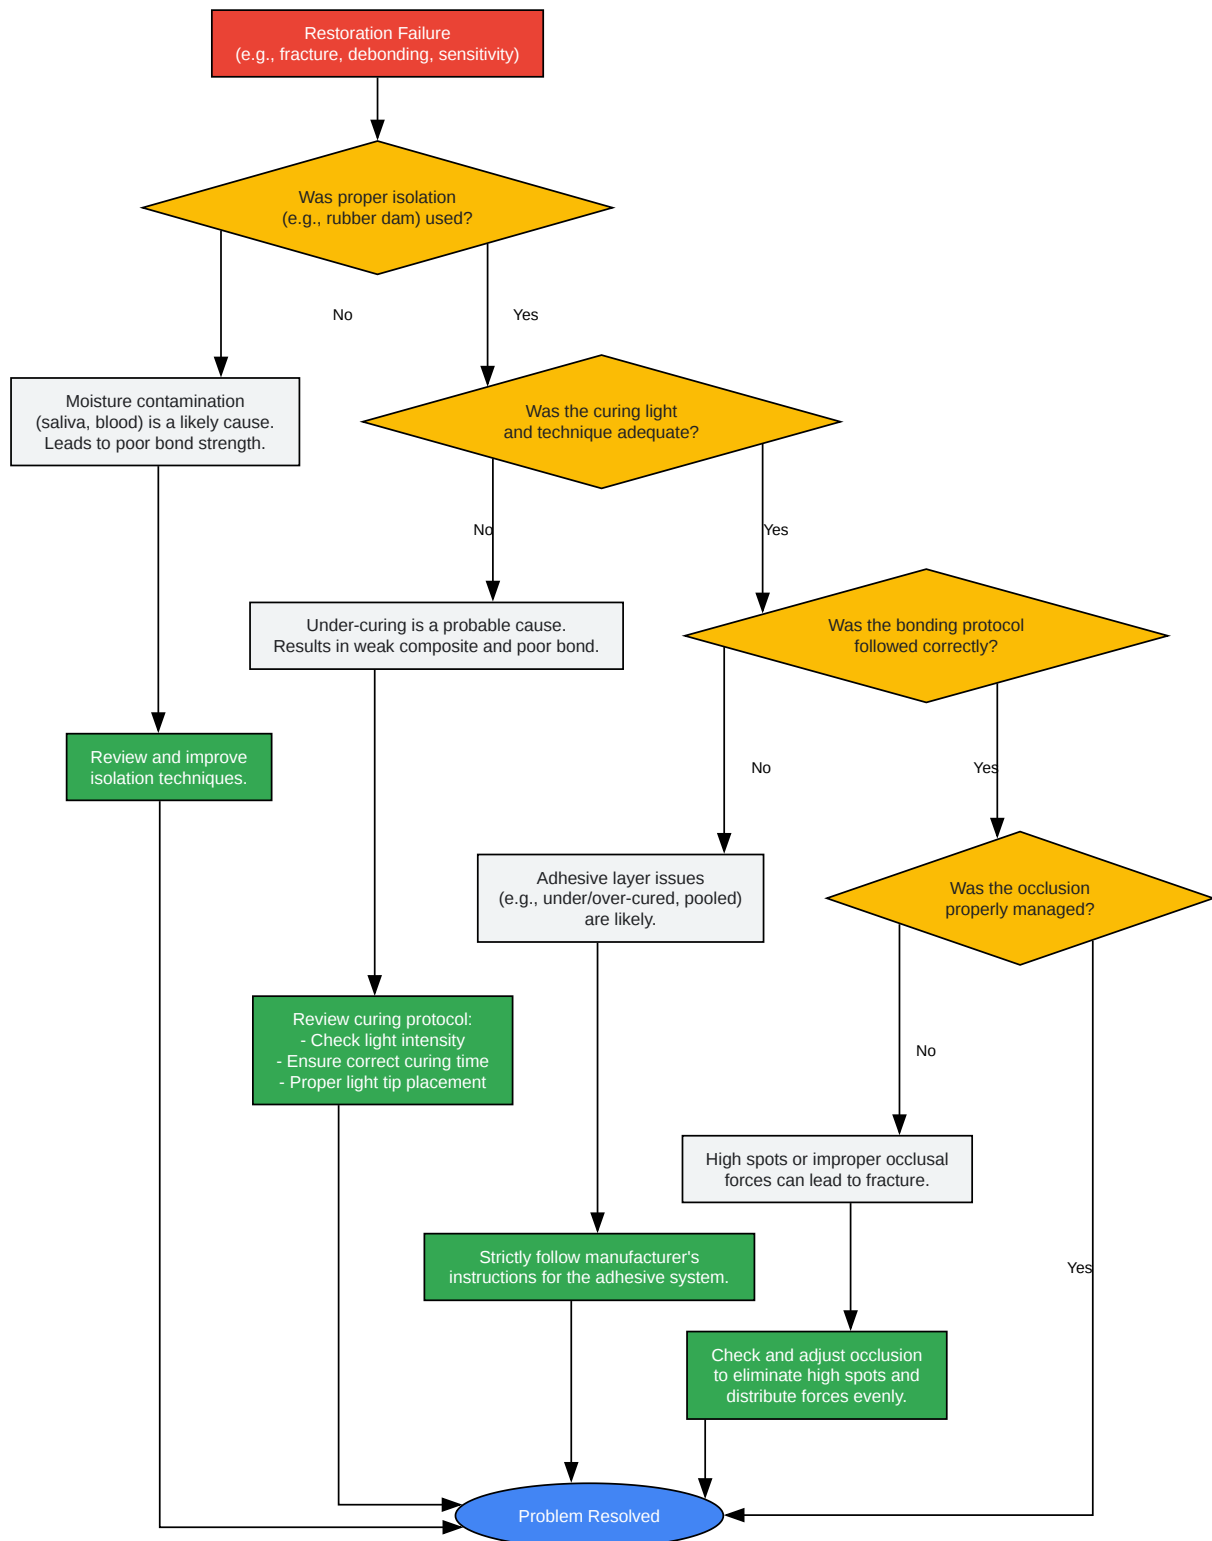 Restoration Failure
(e.g., fracture, debonding, sensitivity)
Was proper isolation
(e.g., rubber dam) used?
No
Yes
Moisture contamination
(saliva, blood) is a likely cause.
Leads to poor bond strength.
Was the curing light
and technique adequate?
No
Yes
Under-curing is a probable cause.
Results in weak composite and poor bond.
Was the bonding protocol
followed correctly?
Review and improve
isolation techniques.
No
Yes
Adhesive layer issues
(e.g., under/over-cured, pooled)
are likely.
Was the occlusion
properly managed?
Review curing protocol:
- Check light intensity
- Ensure correct curing time
- Proper light tip placement
No
High spots or improper occlusal
forces can lead to fracture.
Strictly follow manufacturer's
instructions for the adhesive system.
Yes
Check and adjust occlusion
to eliminate high spots and
distribute forces evenly.
Problem Resolved